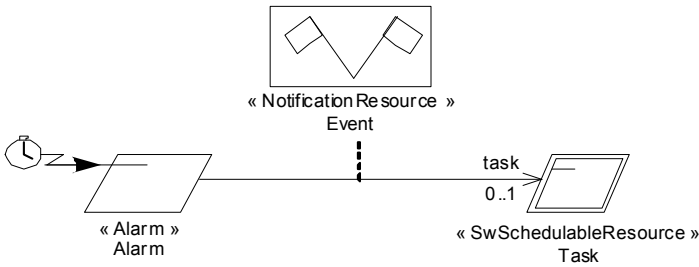 « NotificationResource »
Event
task
0..1
« Alarm »
Alarm
« SwSchedulableResource »
Task